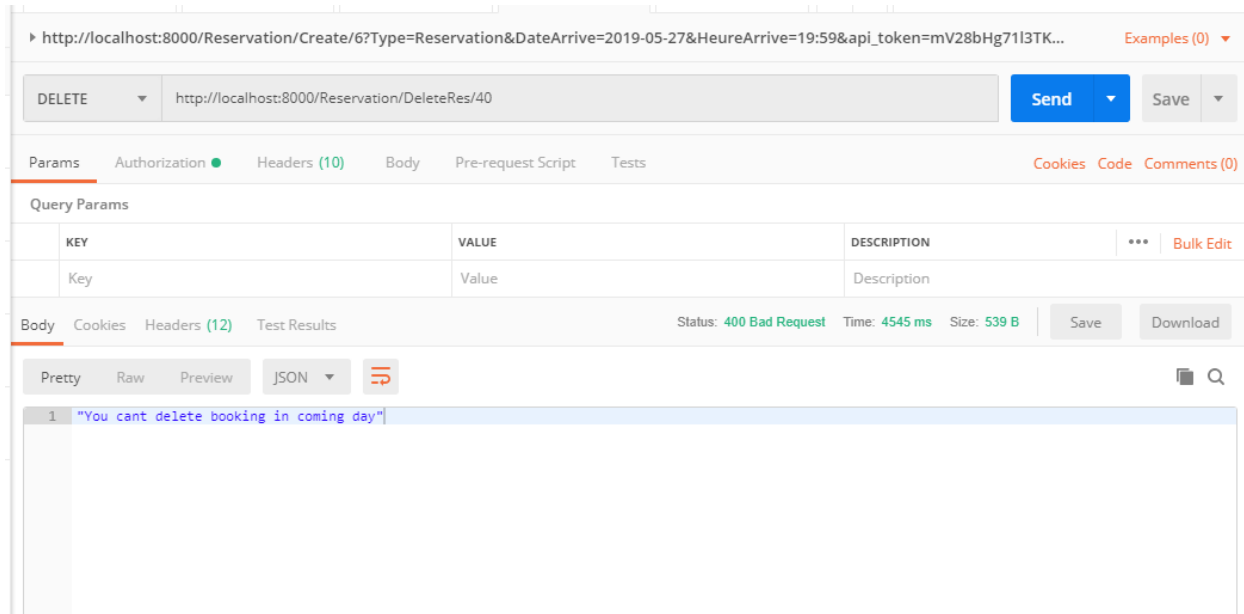 http://localhost:8000/Reservation/Create/6?Type=Reservation&DateArrive=2019-05-27&HeureArrive=19:59&api_token=mV28bHg71l3TK... Examples (0)
DELETE http://localhost:8000/Reservation/DeleteRes/40 Send Save
Params Authorization Headers (10) Body Pre-request Script Tests Cookies Code Comments (0)
Query Params
KEY VALUE DESCRIPTION ••• Bulk Edit
Key Value Description
Body Cookies Headers (12) Test Results Status: 400 Bad Request Time: 4545 ms Size: 539 B Save Download
Pretty Raw Preview JSON
1 "You cant delete booking in coming day"